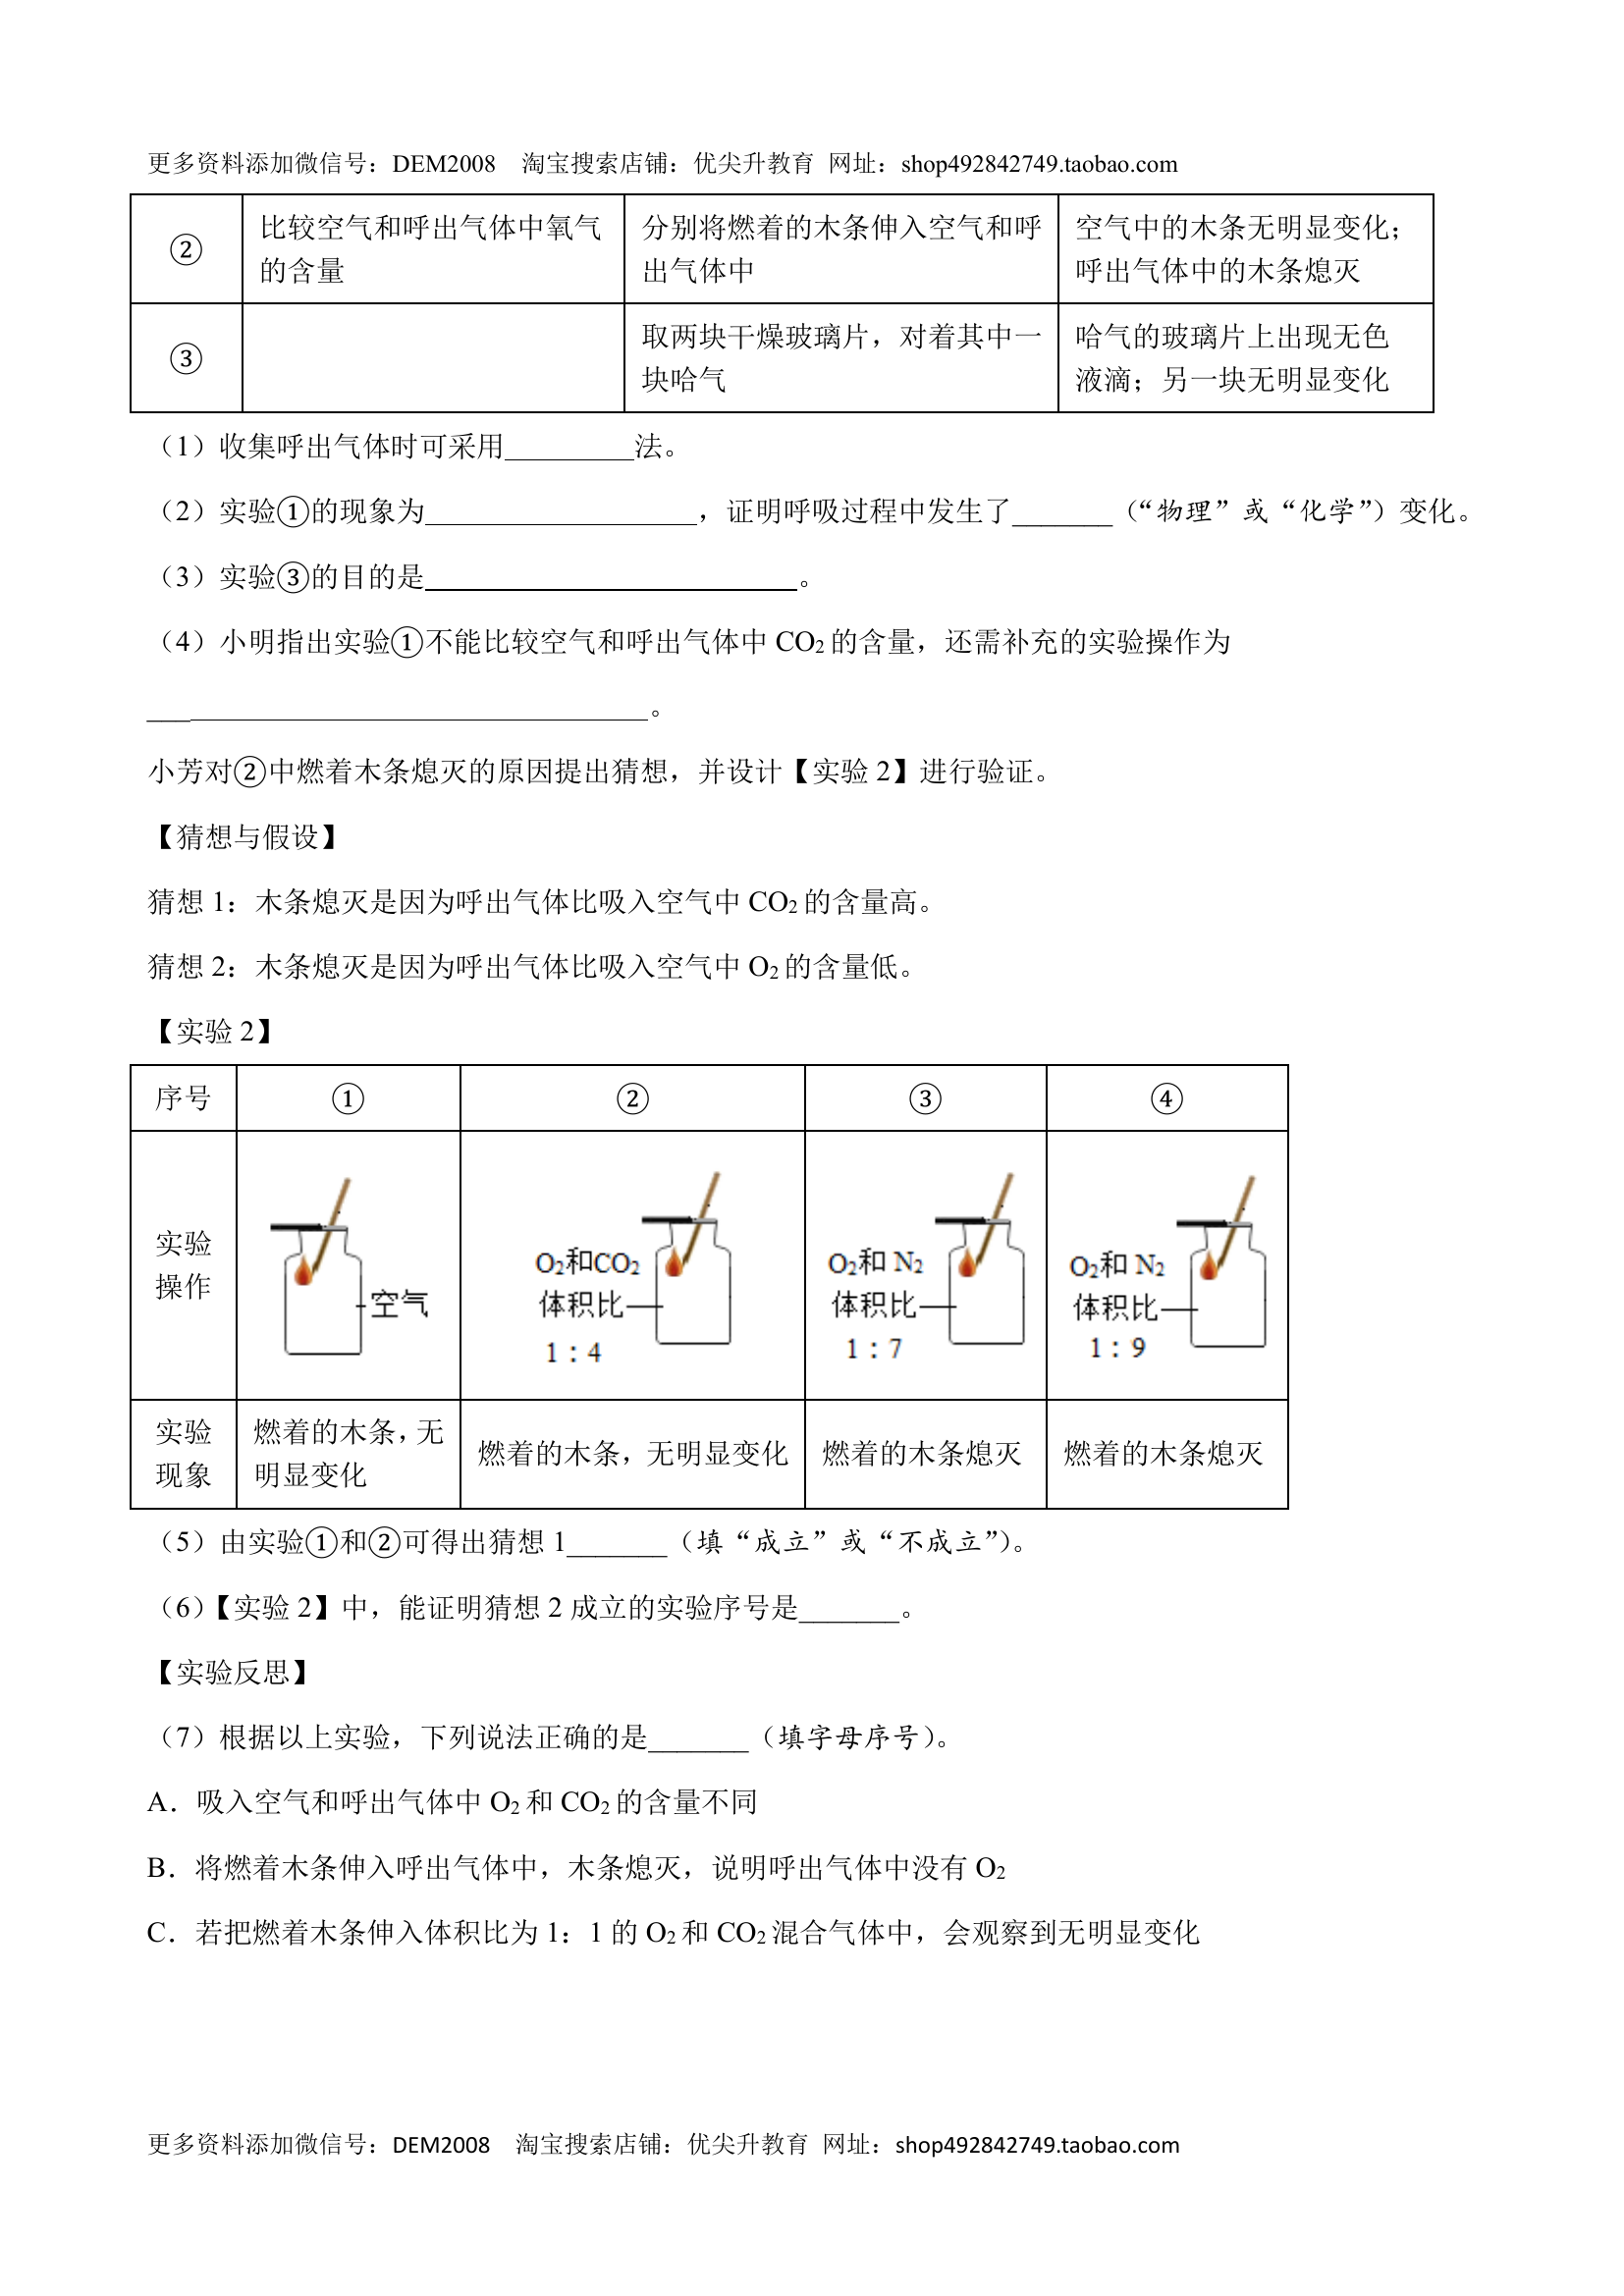 更多资料添加微信号：DEM2008 淘宝搜索店铺：优尖升教育 网址：shop492842749.taobao.com
② 比较空气和呼出气体中氧气的含量 分别将燃着的木条伸入空气和呼出气体中 空气中的木条无明显变化；呼出气体中的木条熄灭
③ 取两块干燥玻璃片，对着其中一块哈气 哈气的玻璃片上出现无色液滴；另一块无明显变化
（1）收集呼出气体时可采用_________法。
（2）实验①的现象为___________________，证明呼吸过程中发生了_______（“物理”或“化学”）变化。
（3）实验③的目的是__________________________。
（4）小明指出实验①不能比较空气和呼出气体中 CO₂ 的含量，还需补充的实验操作为
___________________________________。
小芳对②中燃着木条熄灭的原因提出猜想，并设计【实验 2】进行验证。
【猜想与假设】
猜想 1：木条熄灭是因为呼出气体比吸入空气中 CO₂ 的含量高。
猜想 2：木条熄灭是因为呼出气体比吸入空气中 O₂ 的含量低。
【实验 2】
序号 ① ② ③ ④
实验操作
空气
O₂和CO₂
体积比
1：4
O₂和 N₂
体积比
1：7
O₂和 N₂
体积比
1：9
实验现象 燃着的木条，无明显变化 燃着的木条，无明显变化 燃着的木条熄灭 燃着的木条熄灭
（5）由实验①和②可得出猜想 1_______（填“成立”或“不成立”）。
（6）【实验 2】中，能证明猜想 2 成立的实验序号是_______。
【实验反思】
（7）根据以上实验，下列说法正确的是_______（填字母序号）。
A．吸入空气和呼出气体中 O₂ 和 CO₂ 的含量不同
B．将燃着木条伸入呼出气体中，木条熄灭，说明呼出气体中没有 O₂
C．若把燃着木条伸入体积比为 1：1 的 O₂ 和 CO₂ 混合气体中，会观察到无明显变化
更多资料添加微信号：DEM2008 淘宝搜索店铺：优尖升教育 网址：shop492842749.taobao.com